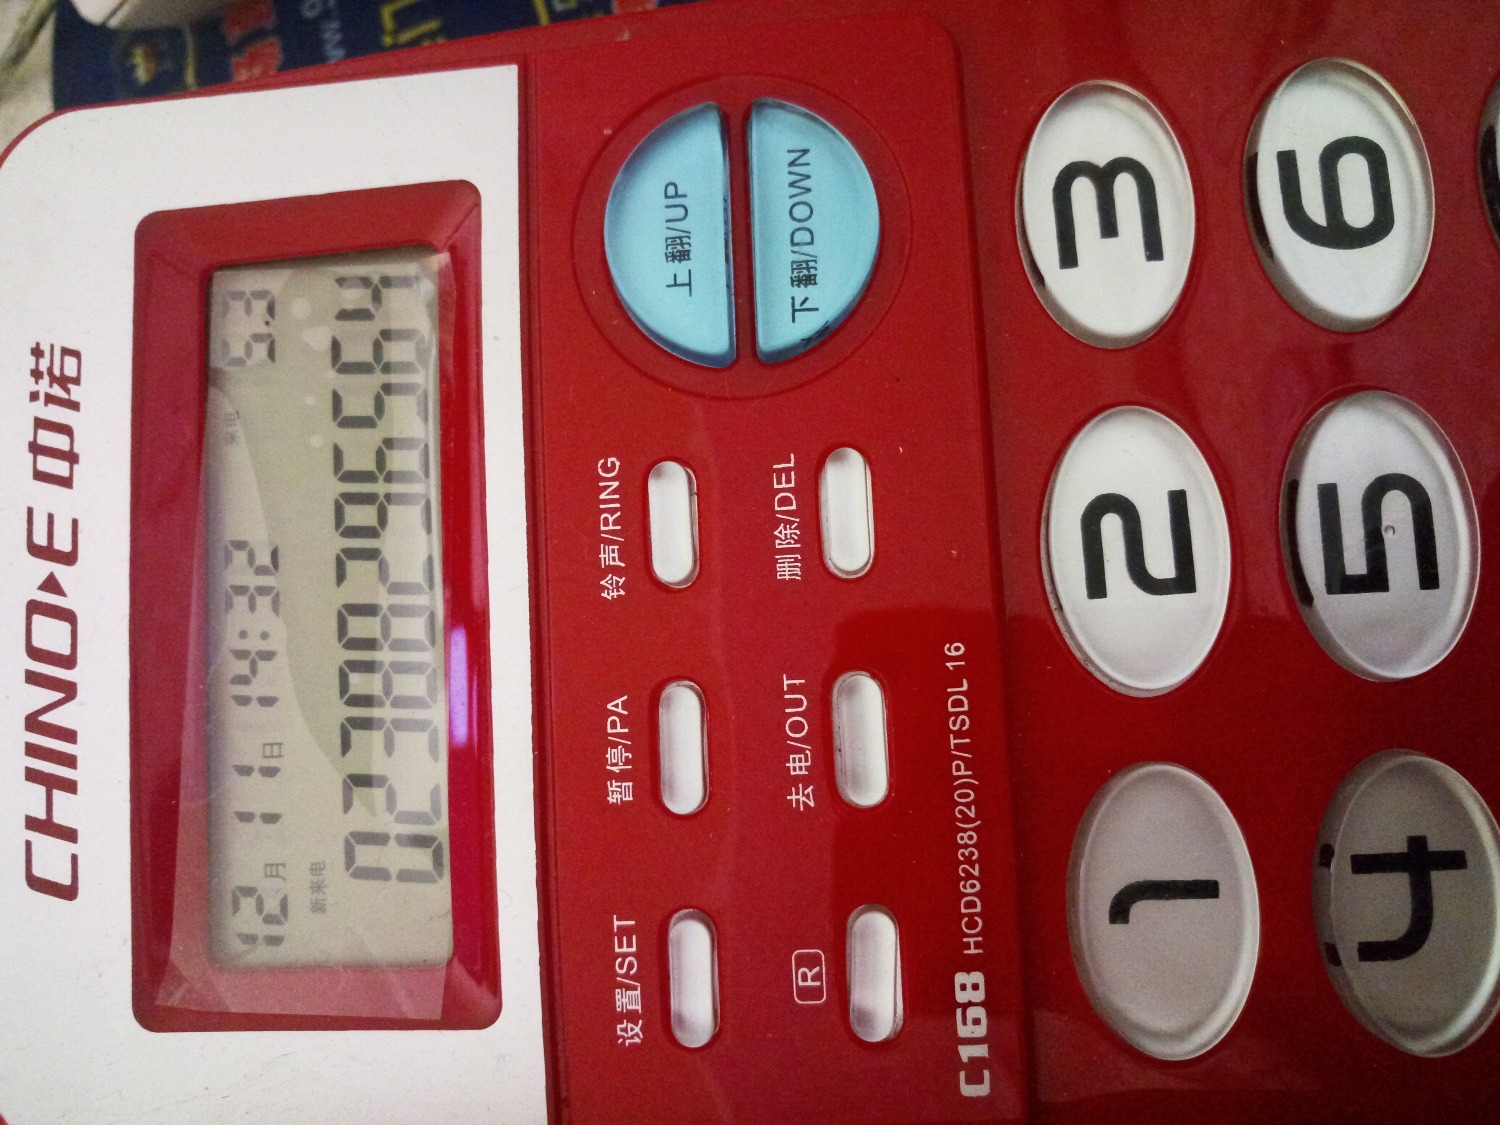 CHINO▸E 中诺
12月 11日 14:32 来电
新来电
上翻/UP
下翻/DOWN
设置/SET 暂停/PA 铃声/RING
R 去电/OUT 删除/DEL
C168 HCD6238(20)P/TSDL 16
1 2 3
4 5 6